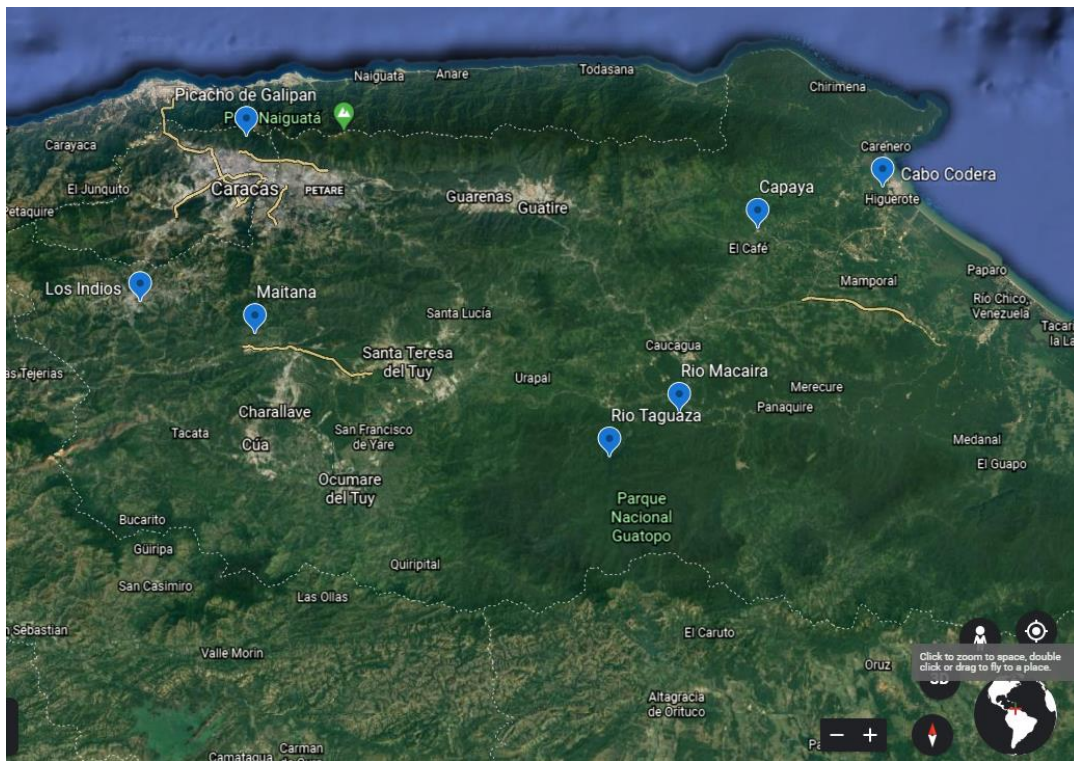 Naiguatá
Anare
Todasana
Chirimena
Picacho de Galipan
Naiguatá
Carayaca
Carenero
Cabo Codera
El Junquito
Caracas
PETARE
Guarenas
Guatire
Capaya
Higuerote
Petaquire
El Café
Los Indios
Maitana
Mamporal
Paparo
Río Chico,
Venezuela
Santa Lucía
Caucagua
Santa Teresa
del Tuy
as Tejerias
Urapal
Rio Macaira
Merecure
Panaquire
Charallave
Rio Taguaza
Tacata
Cúa
San Francisco
de Yare
Medanal
El Guapo
Ocumare
del Tuy
Parque
Nacional
Guatopo
Bucarito
Güiripa
Quiripital
San Casimiro
Las Ollas
n Sebastian
El Caruto
Valle Morin
Oruz
Click to zoom to space, double
click or drag to fly to a place.
3D
Altagracia
de Orituco
Camatagua
Carman